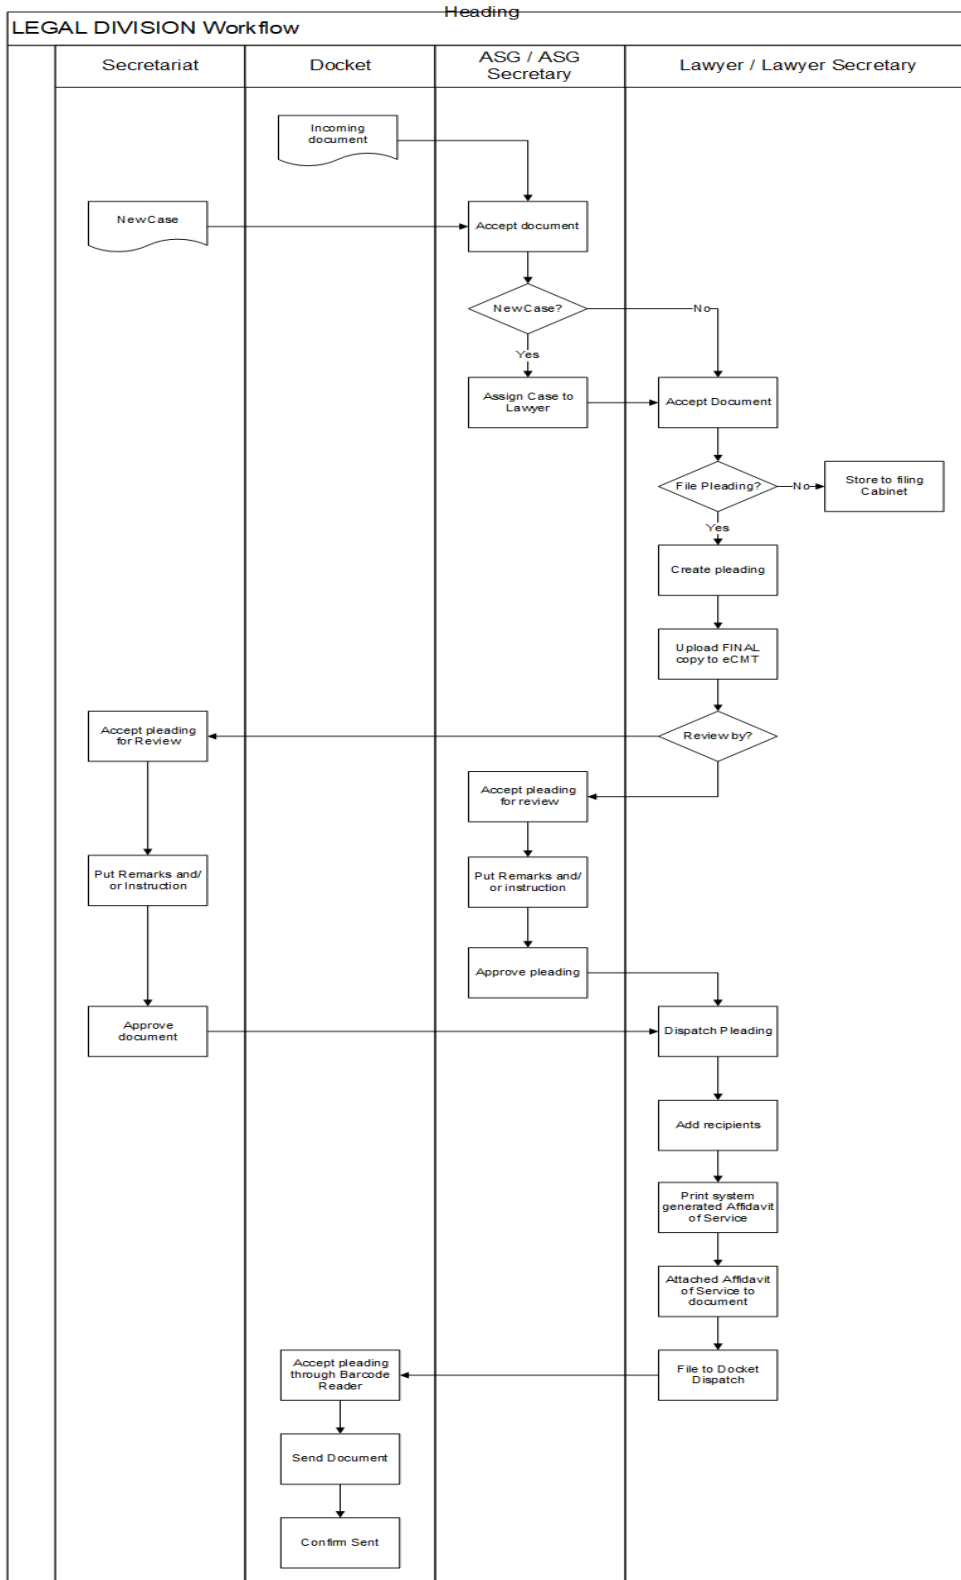 Heading
LEGAL DIVISION Workflow
Secretariat
Docket
ASG / ASG
Secretary
Lawyer / Lawyer Secretary
Incoming
document
New Case
Accept document
New Case?
No
Yes
Assign Case to
Lawyer
Accept Document
File Pleading?
No
Store to filing
Cabinet
Yes
Create pleading
Upload FINAL
copy to eCMT
Review by?
Accept pleading
for Review
Accept pleading
for review
Put Remarks and/
or Instruction
Put Remarks and/
or instruction
Approve pleading
Approve
document
Dispatch Pleading
Add recipients
Print system
generated Affidavit
of Service
Attached Affidavit
of Service to
document
Accept pleading
through Barcode
Reader
File to Docket
Dispatch
Send Document
Confirm Sent